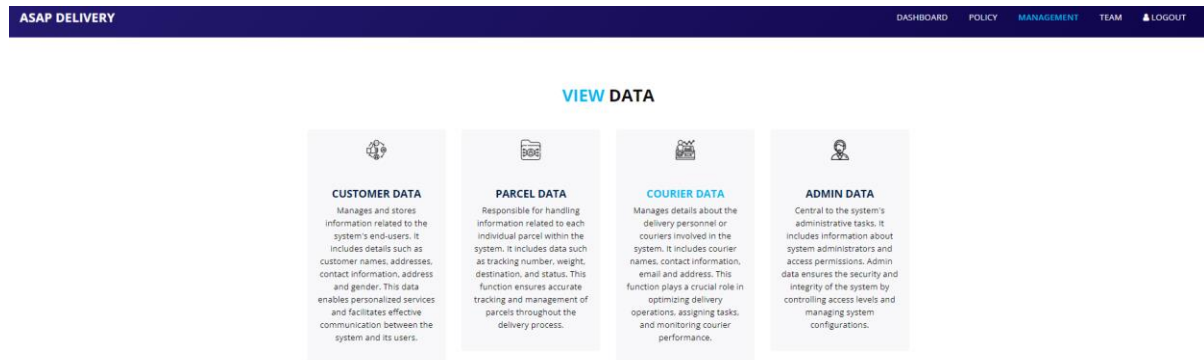 ASAP DELIVERY
DASHBOARD POLICY MANAGEMENT TEAM LOGOUT
VIEW DATA
CUSTOMER DATA
Manages and stores
information related to the
system's end-users. It
includes details such as
customer names, addresses,
contact information, address
and gender. This data
enables personalized services
and facilitates effective
communication between the
system and its users.
PARCEL DATA
Responsible for handling
information related to each
individual parcel within the
system. It includes data such
as tracking number, weight,
destination, and status. This
function ensures accurate
tracking and management of
parcels throughout the
delivery process.
COURIER DATA
Manages details about the
delivery personnel or
couriers involved in the
system. It includes courier
names, contact information,
email and address. This
function plays a crucial role in
optimizing delivery
operations, assigning tasks,
and monitoring courier
performance.
ADMIN DATA
Central to the system's
administrative tasks. It
includes information about
system administrators and
access permissions. Admin
data ensures the security and
integrity of the system by
controlling access levels and
managing system
configurations.